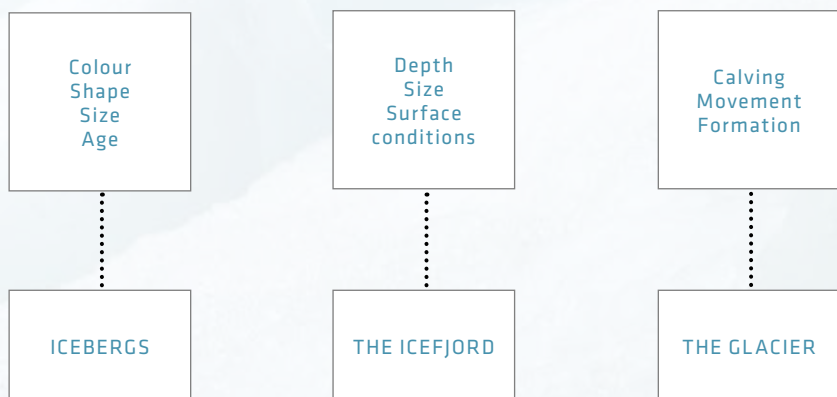 Colour
Shape
Size
Age
Depth
Size
Surface
conditions
Calving
Movement
Formation
ICEBERGS
THE ICEFJORD
THE GLACIER